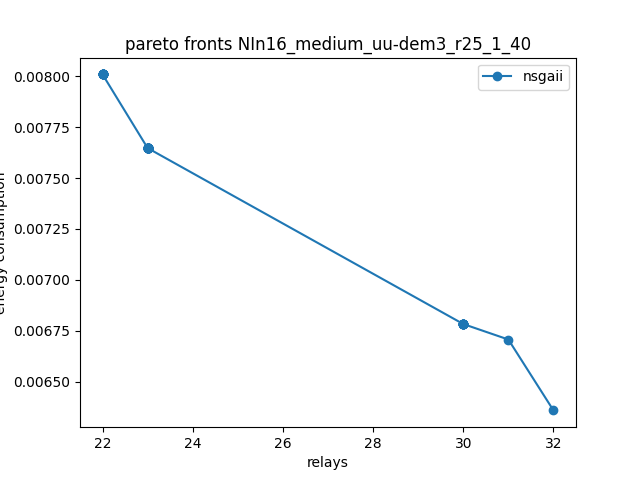 pareto fronts NIn16_medium_uu-dem3_r25_1_40
nsgaii
0.00800
0.00775
0.00750
0.00725
0.00700
0.00675
0.00650
energy consumption
22 24 26 28 30 32
relays